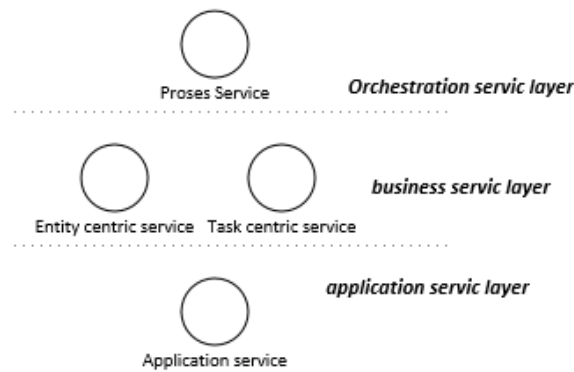 Proses Service
Orchestration servic layer
business servic layer
Entity centric service
Task centric service
application servic layer
Application service